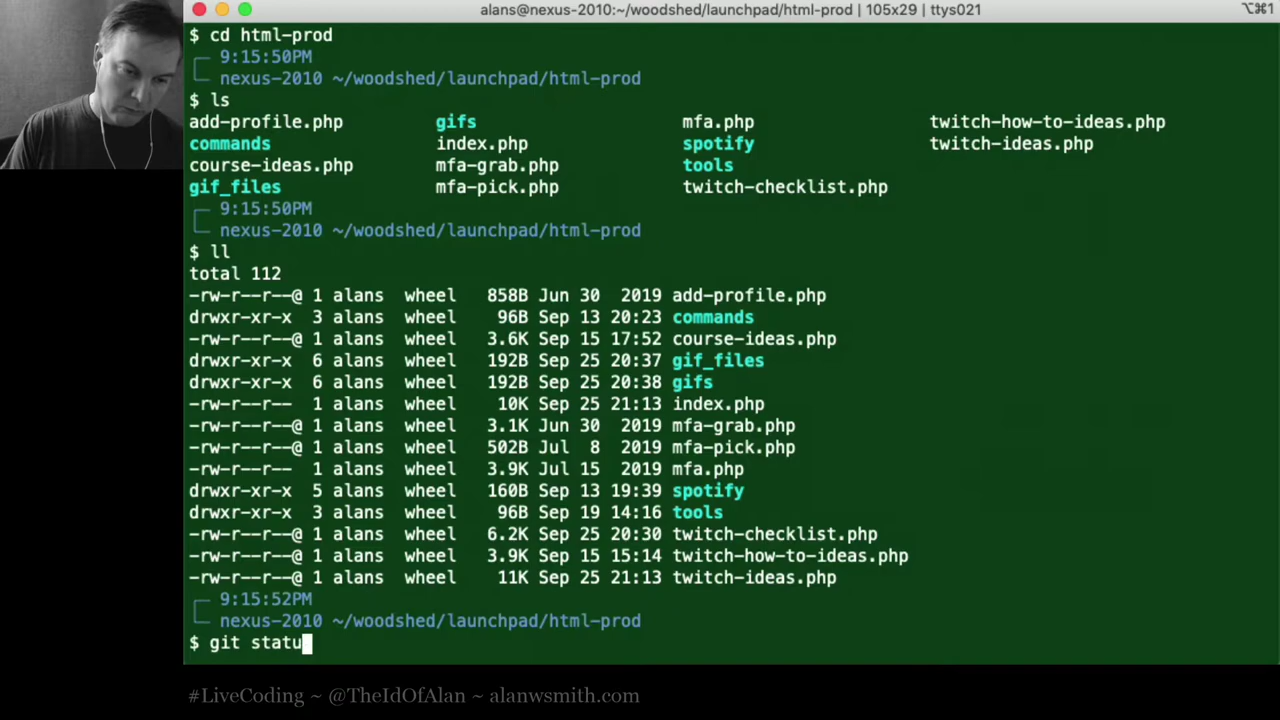 alans@nexus-2010:~/woodshed/launchpad/html-prod | 105x29 | ttys021 ⌥⌘1
$ cd html-prod
9:15:50PM
nexus-2010 ~/woodshed/launchpad/html-prod
$ ls
add-profile.php gifs mfa.php twitch-how-to-ideas.php
commands index.php spotify twitch-ideas.php
course-ideas.php mfa-grab.php tools
gif_files mfa-pick.php twitch-checklist.php
9:15:50PM
nexus-2010 ~/woodshed/launchpad/html-prod
$ ll
total 112
-rw-r--r--@ 1 alans wheel 858B Jun 30 2019 add-profile.php
drwxr-xr-x 3 alans wheel 96B Sep 13 20:23 commands
-rw-r--r--@ 1 alans wheel 3.6K Sep 15 17:52 course-ideas.php
drwxr-xr-x 6 alans wheel 192B Sep 25 20:37 gif_files
drwxr-xr-x 6 alans wheel 192B Sep 25 20:38 gifs
-rw-r--r-- 1 alans wheel 10K Sep 25 21:13 index.php
-rw-r--r--@ 1 alans wheel 3.1K Jun 30 2019 mfa-grab.php
-rw-r--r--@ 1 alans wheel 502B Jul 8 2019 mfa-pick.php
-rw-r--r-- 1 alans wheel 3.9K Jul 15 2019 mfa.php
drwxr-xr-x 5 alans wheel 160B Sep 13 19:39 spotify
drwxr-xr-x 3 alans wheel 96B Sep 19 14:16 tools
-rw-r--r--@ 1 alans wheel 6.2K Sep 25 20:30 twitch-checklist.php
-rw-r--r--@ 1 alans wheel 3.9K Sep 15 15:14 twitch-how-to-ideas.php
-rw-r--r--@ 1 alans wheel 11K Sep 25 21:13 twitch-ideas.php
9:15:52PM
nexus-2010 ~/woodshed/launchpad/html-prod
$ git statu
#LiveCoding ~ @TheIdOfAlan ~ alanwsmith.com